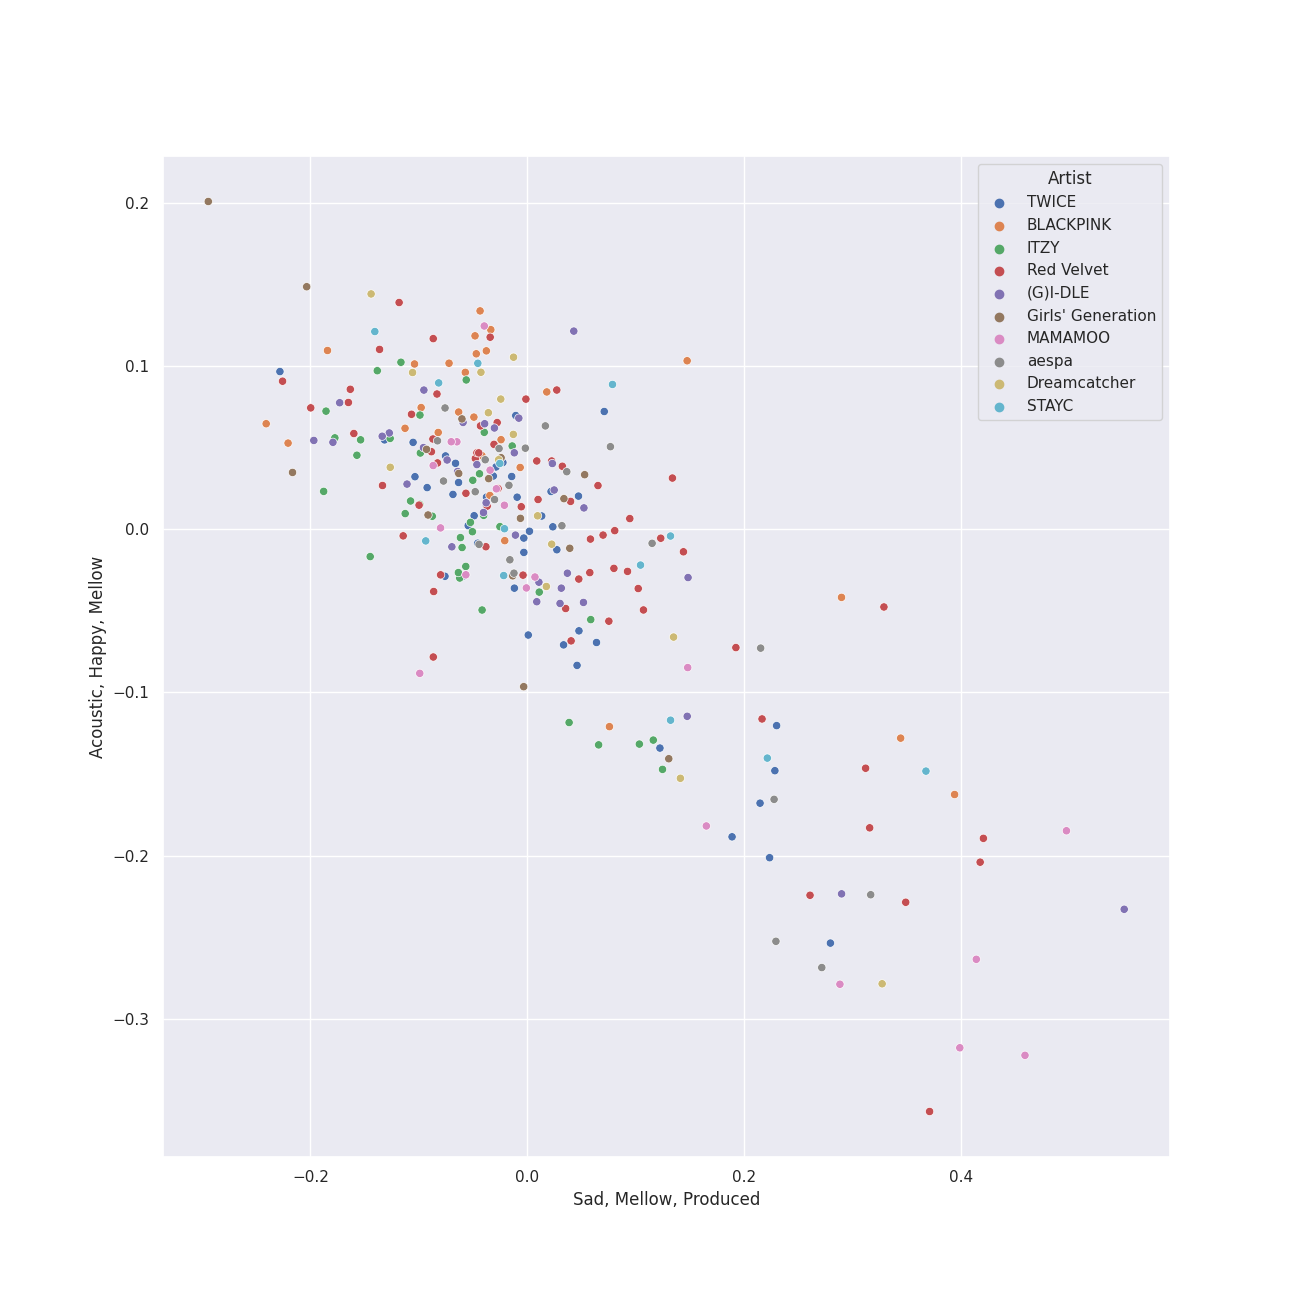 Artist
TWICE
BLACKPINK
ITZY
Red Velvet
(G)I-DLE
Girls' Generation
MAMAMOO
aespa
Dreamcatcher
STAYC
0.2
0.1
0.0
−0.1
−0.2
−0.3
Acoustic, Happy, Mellow
−0.2
0.0
0.2
0.4
Sad, Mellow, Produced